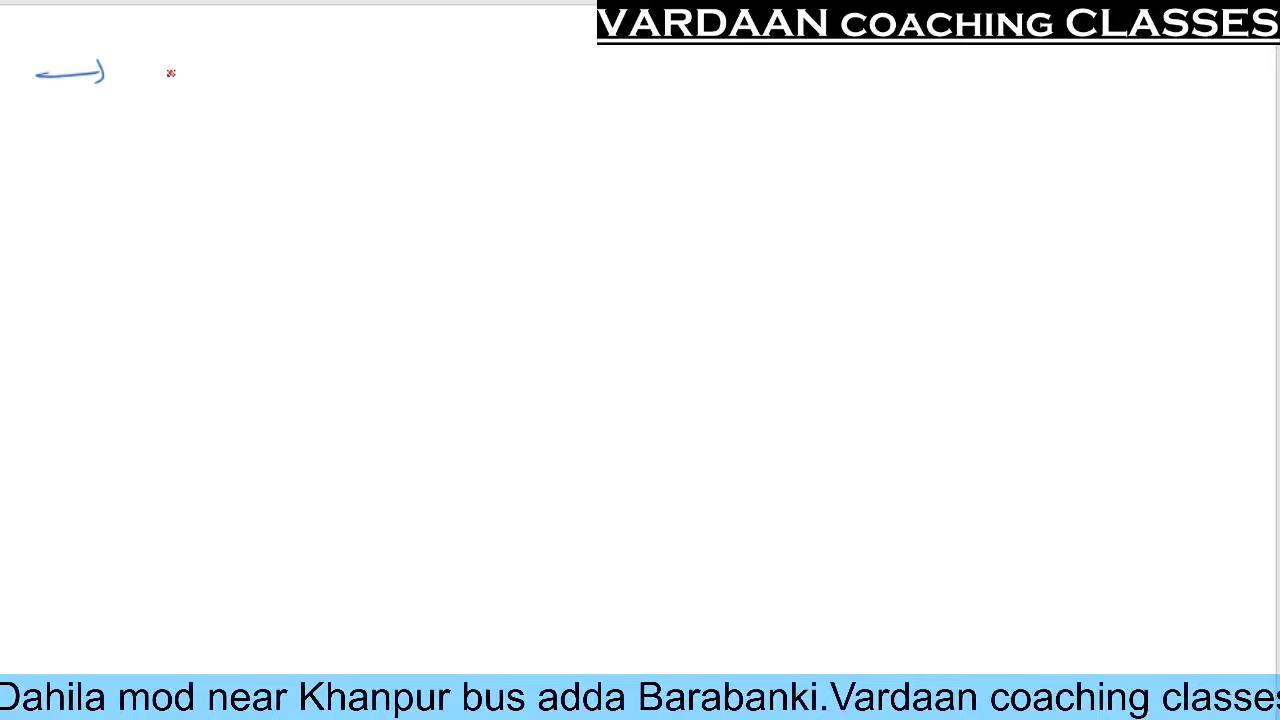 VARDAAN COACHING CLASSES
Dahila mod near Khanpur bus adda Barabanki.Vardaan coaching classes